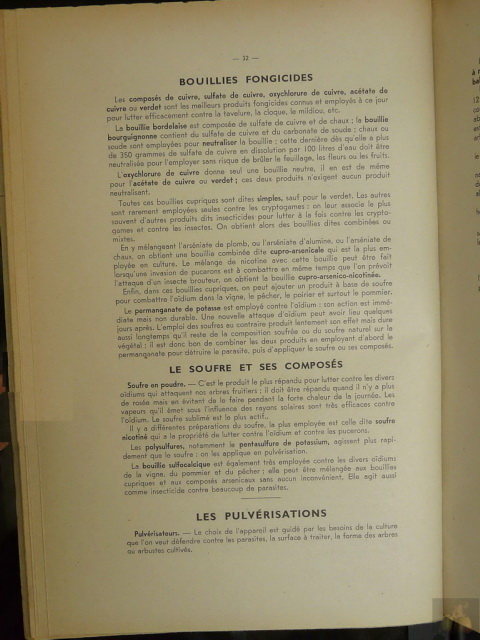 — 12 —
BOUILLIES FONGICIDES
Les composés de cuivre, sulfate de cuivre, oxychlorure de cuivre, acétate de
cuivre ou verdet sont les meilleurs produits fongicides connus et employés à ce jour
pour lutter efficacement contre la tavelure, la cloque, le mildiou, etc.
La bouillie bordelaise est composée de sulfate de cuivre et de chaux ; la bouillie
bourguignonne contient du sulfate de cuivre et du carbonate de soude ; chaux ou
soude sont employées pour neutraliser la bouillie ; cette dernière dès qu'elle a plus
de 350 grammes de sulfate de cuivre en dissolution par 100 litres d'eau doit être
neutralisée pour l'employer sans risque de brûler le feuillage, les fleurs ou les fruits.
L'oxychlorure de cuivre donne seul une bouillie neutre, il en est de même
pour l'acétate de cuivre ou verdet ; ces deux produits n'exigent aucun produit
neutralisant.
Toutes ces bouillies cupriques sont dites simples, sauf pour le verdet. Les autres
sont rarement employées seules contre les cryptogames ; on leur associe le plus
souvent d'autres produits dits insecticides pour lutter à la fois contre les crypto-
games et contre les insectes. On obtient alors des bouillies dites combinées ou
mixtes.
En y mélangeant l'arséniate de plomb, ou l'arséniate d'alumine, ou l'arséniate de
chaux, on obtient une bouillie combinée dite cupro-arsenicale qui est la plus em-
ployée en culture. Le mélange de nicotine avec cette bouillie peut être fait
lorsqu'une invasion de pucerons est à combattre en même temps que l'on prévoit
l'attaque d'un insecte brouteur, on obtient la bouillie cupro-arsenico-nicotinée.
Enfin, dans ces bouillies cupriques, on peut ajouter un produit à base de soufre
pour combattre l'oïdium dans la vigne, le pêcher, le poirier et surtout le pommier.
Le permanganate de potasse est employé contre l'oïdium : son action est immé-
diate mais non durable. Une nouvelle attaque d'oïdium peut avoir lieu quelques
jours après. L'emploi des soufres au contraire produit lentement son effet mais dure
aussi longtemps qu'il reste de la composition soufrée ou du soufre naturel sur le
végétal ; il est donc bon de combiner les deux produits en employant d'abord le
permanganate pour détruire le parasite, puis d'appliquer le soufre ou ses composés.
LE SOUFRE ET SES COMPOSÉS
Soufre en poudre. — C'est le produit le plus répandu pour lutter contre les divers
oïdiums qui attaquent nos arbres fruitiers ; il doit être répandu quand il n'y a plus
de rosée mais en évitant de le faire pendant la forte chaleur de la journée. Les
vapeurs qu'il émet sous l'influence des rayons solaires sont très efficaces contre
l'oïdium. Le soufre sublimé est le plus actif.
Il y a différentes préparations du soufre, la plus employée est celle dite soufre
nicotiné qui a la propriété de lutter contre l'oïdium et contre les pucerons.
Les polysulfures, notamment le pentasulfure de potassium, agissent plus rapi-
dement que le soufre ; on les applique en pulvérisation.
La bouillie sulfocalcique est également très employée contre les divers oïdiums
de la vigne, du pommier et du pêcher ; elle peut être mélangée aux bouillies
cupriques et aux composés arsenicaux sans aucun inconvénient. Elle agit aussi
comme insecticide contre beaucoup de parasites.
LES PULVÉRISATIONS
Pulvérisateurs. — Le choix de l'appareil est guidé par les besoins de la culture
que l'on veut défendre contre les parasites, la surface à traiter, la forme des arbres
ou arbustes cultivés.